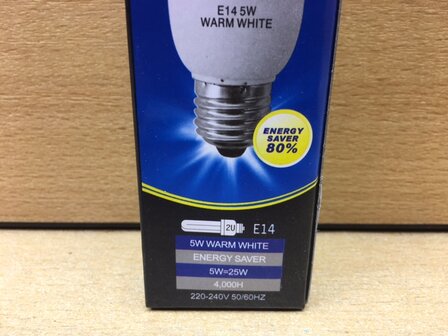 E14 5W
WARM WHITE
ENERGY
SAVER
80%
2U E14
5W WARM WHITE
ENERGY SAVER
5W=25W
4,000H
220-240V 50/60HZ